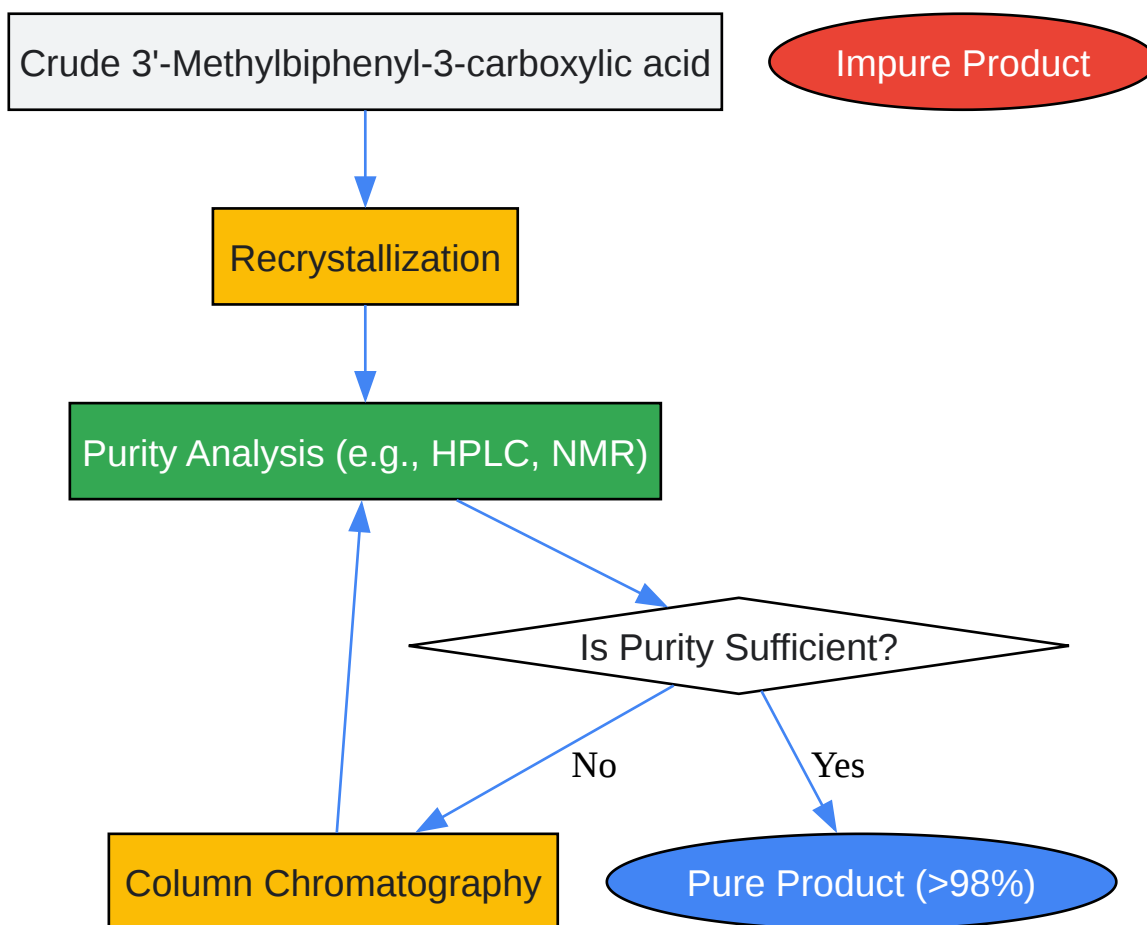 Crude 3'-Methylbiphenyl-3-carboxylic acid
Impure Product
Recrystallization
Purity Analysis (e.g., HPLC, NMR)
Is Purity Sufficient?
No
Yes
Column Chromatography
Pure Product (>98%)